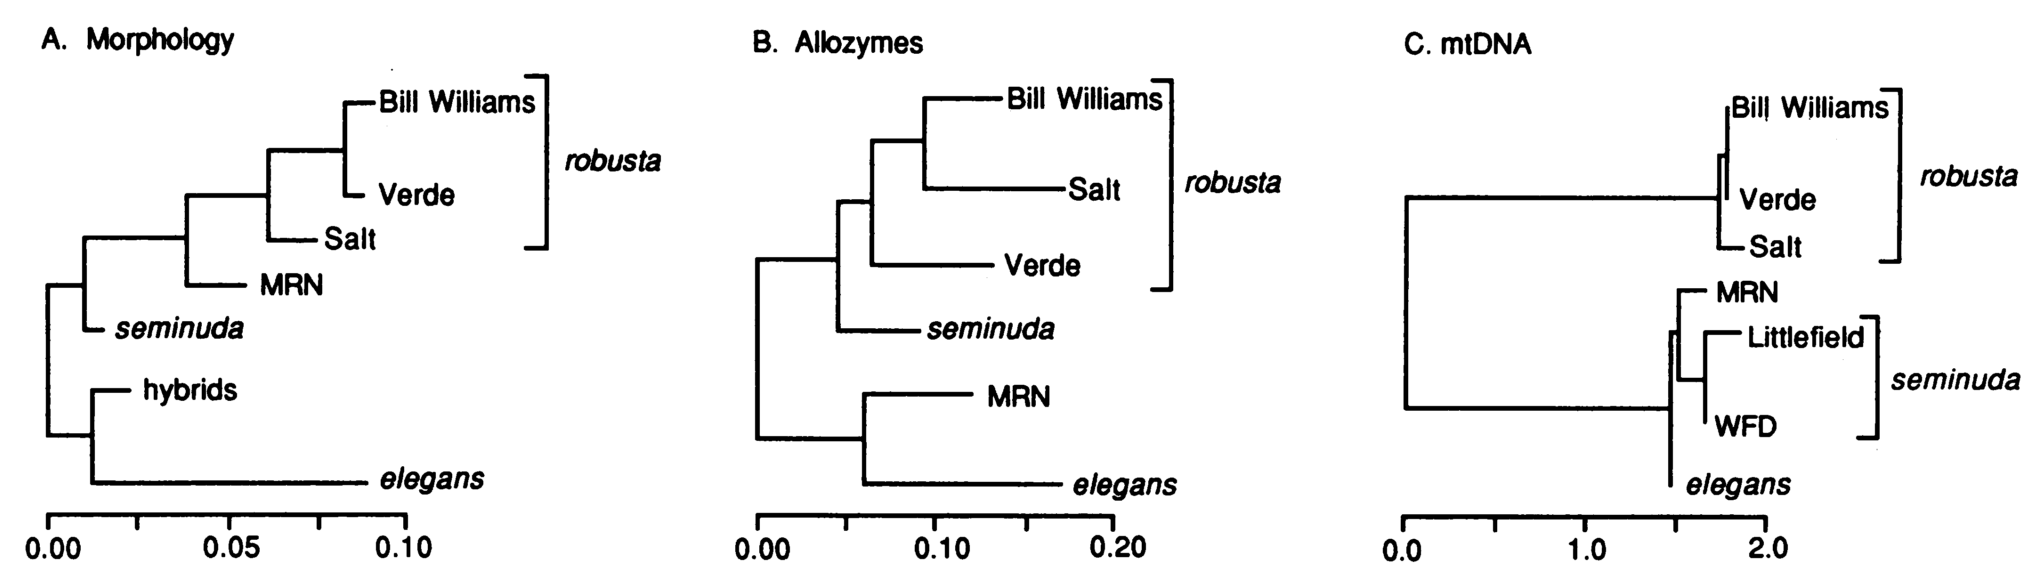 A. Morphology
Bill Williams
robusta
Verde
Salt
MRN
seminuda
hybrids
elegans
0.00 0.05 0.10
B. Allozymes
Bill Williams
Salt
robusta
Verde
seminuda
MRN
elegans
0.00 0.10 0.20
C. mtDNA
Bill Williams
robusta
Verde
Salt
MRN
Littlefield
seminuda
WFD
elegans
0.0 1.0 2.0